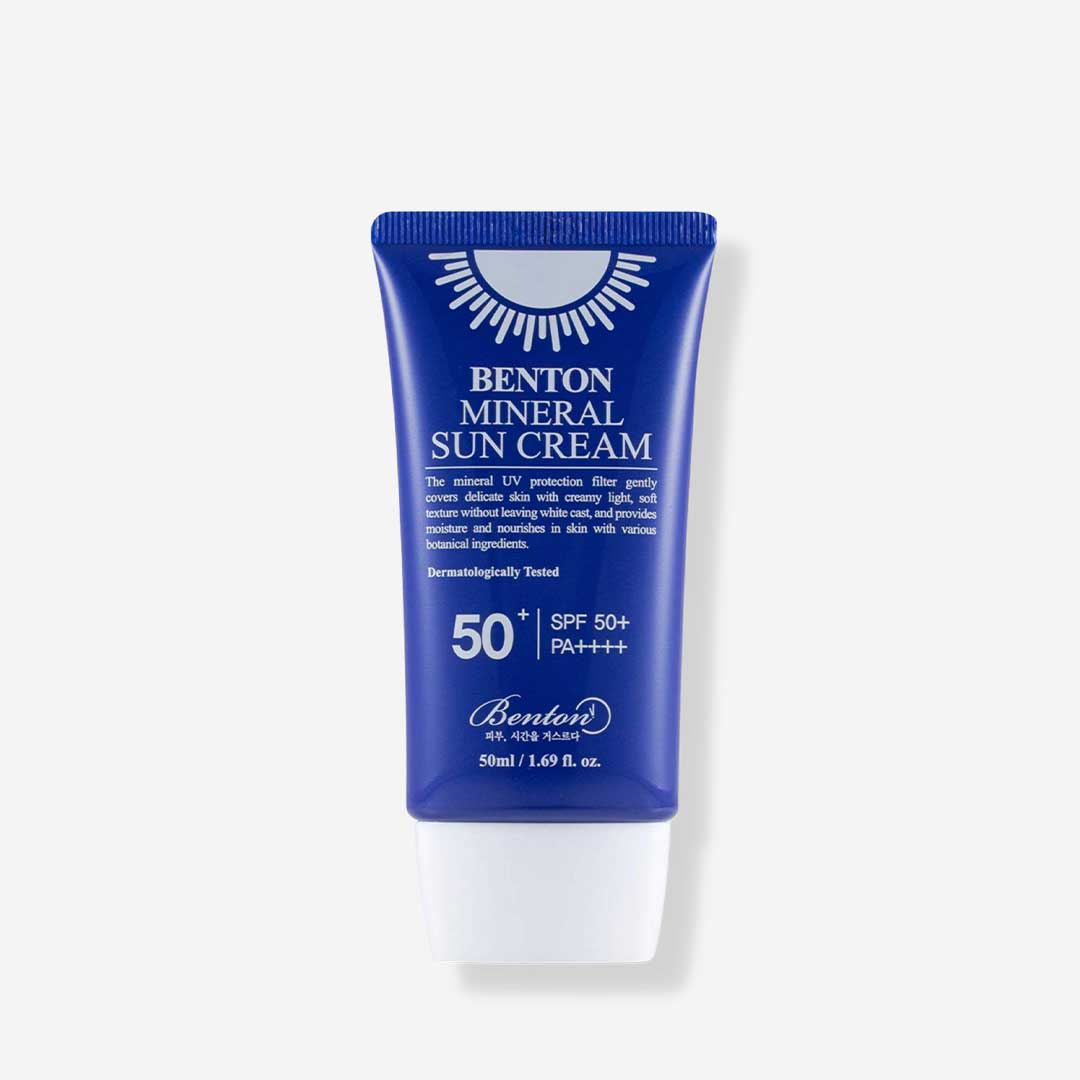 BENTON
MINERAL
SUN CREAM
The mineral UV protection filter gently
covers delicate skin with creamy light, soft
texture without leaving white cast, and provides
moisture and nourishes in skin with various
botanical ingredients.
Dermatologically Tested
50+
SPF 50+
PA++++
Benton
피부, 시간을 거스르다
50ml / 1.69 fl. oz.